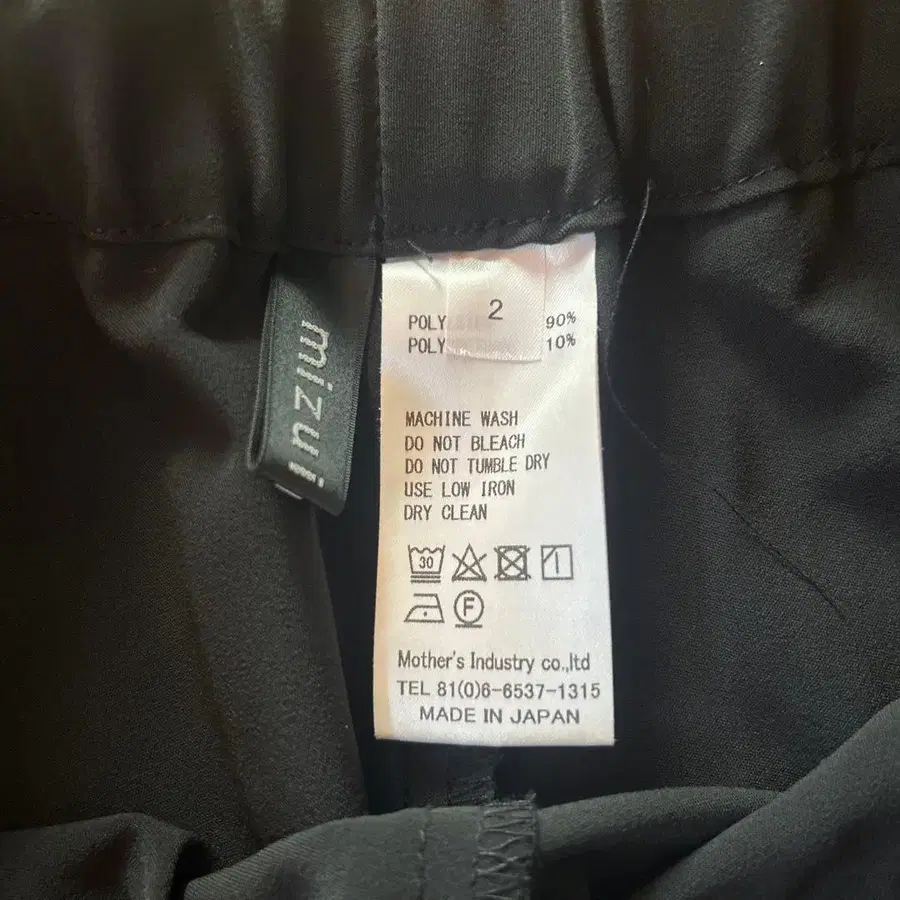 mizui
2
POLY 90%
POLY 10%
MACHINE WASH
DO NOT BLEACH
DO NOT TUMBLE DRY
USE LOW IRON
DRY CLEAN
30
F
Mother's Industry co.,ltd
TEL 81(0)6-6537-1315
MADE IN JAPAN